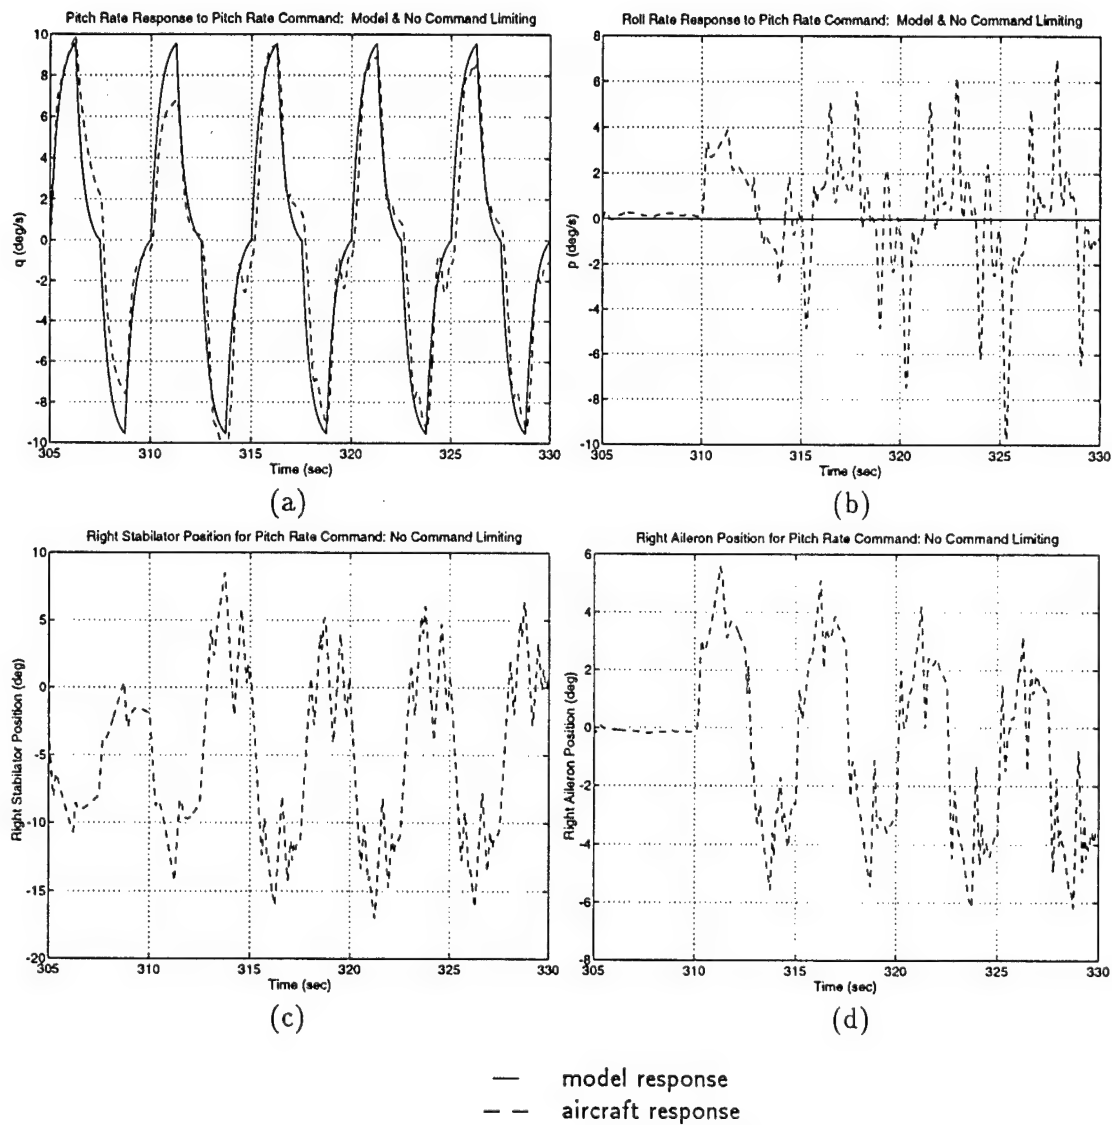 Pitch Rate Response to Pitch Rate Command: Model & No Command Limiting
10
8
6
4
2
0
-2
-4
-6
-8
-10
q (deg/s)
305 310 315 320 325 330
Time (sec)
(a)
Roll Rate Response to Pitch Rate Command: Model & No Command Limiting
8
6
4
2
0
-2
-4
-6
-8
-10
p (deg/s)
305 310 315 320 325 330
Time (sec)
(b)
Right Stabilator Position for Pitch Rate Command: No Command Limiting
10
5
0
-5
-10
-15
-20
Right Stabilator Position (deg)
305 310 315 320 325 330
Time (sec)
(c)
Right Aileron Position for Pitch Rate Command: No Command Limiting
6
4
2
0
-2
-4
-6
-8
Right Aileron Position (deg)
305 310 315 320 325 330
Time (sec)
(d)
model response
aircraft response